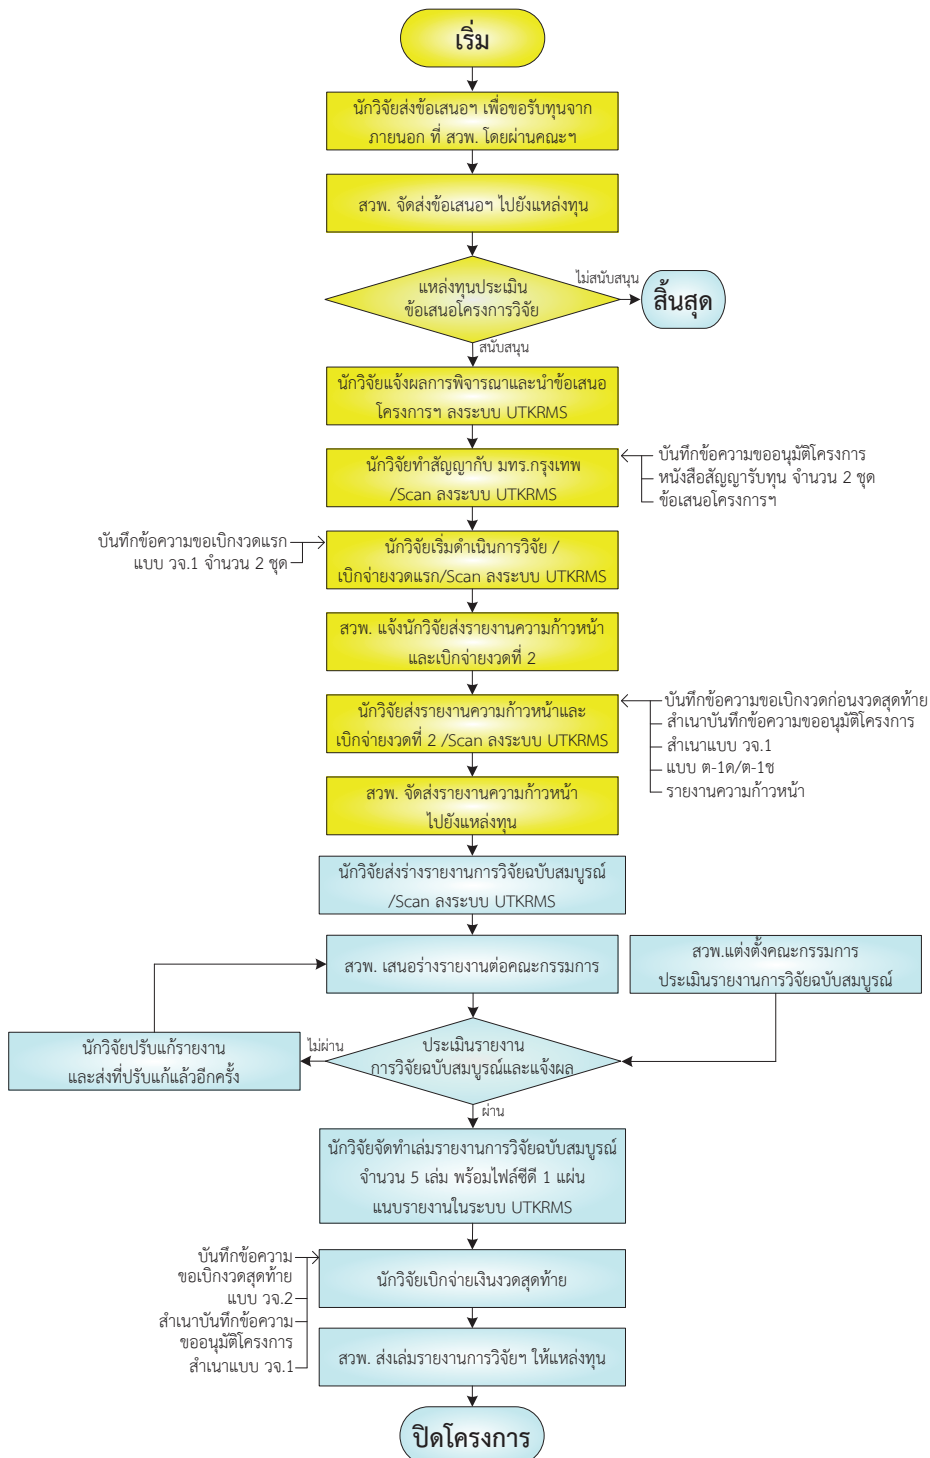 เริ่ม
นักวิจัยส่งข้อเสนอฯ เพื่อขอรับทุนจาก
ภายนอก ที่ สวพ. โดยผ่านคณะฯ
สวพ. จัดส่งข้อเสนอฯ ไปยังแหล่งทุน
แหล่งทุนประเมิน
ข้อเสนอโครงการวิจัย
ไม่สนับสนุน
สิ้นสุด
สนับสนุน
นักวิจัยแจ้งผลการพิจารณาและนำข้อเสนอ
โครงการฯ ลงระบบ UTKRMS
นักวิจัยทำสัญญากับ มทร.กรุงเทพ
/Scan ลงระบบ UTKRMS
บันทึกข้อความขออนุมัติโครงการ
หนังสือสัญญารับทุน จำนวน 2 ชุด
ข้อเสนอโครงการฯ
บันทึกข้อความขอเบิกงวดแรก
แบบ วจ.1 จำนวน 2 ชุด
นักวิจัยเริ่มดำเนินการวิจัย /
เบิกจ่ายงวดแรก/Scan ลงระบบ UTKRMS
สวพ. แจ้งนักวิจัยส่งรายงานความก้าวหน้า
และเบิกจ่ายงวดที่ 2
นักวิจัยส่งรายงานความก้าวหน้าและ
เบิกจ่ายงวดที่ 2 /Scan ลงระบบ UTKRMS
บันทึกข้อความขอเบิกงวดก่อนงวดสุดท้าย
สำเนาบันทึกข้อความขออนุมัติโครงการ
สำเนาแบบ วจ.1
แบบ ต-1ด/ต-1ช
รายงานความก้าวหน้า
สวพ. จัดส่งรายงานความก้าวหน้า
ไปยังแหล่งทุน
นักวิจัยส่งร่างรายงานการวิจัยฉบับสมบูรณ์
/Scan ลงระบบ UTKRMS
สวพ. เสนอร่างรายงานต่อคณะกรรมการ
สวพ.แต่งตั้งคณะกรรมการ
ประเมินรายงานการวิจัยฉบับสมบูรณ์
นักวิจัยปรับแก้รายงาน
และส่งที่ปรับแก้แล้วอีกครั้ง
ไม่ผ่าน
ประเมินรายงาน
การวิจัยฉบับสมบูรณ์และแจ้งผล
ผ่าน
นักวิจัยจัดทำเล่มรายงานการวิจัยฉบับสมบูรณ์
จำนวน 5 เล่ม พร้อมไฟล์ซีดี 1 แผ่น
แนบรายงานในระบบ UTKRMS
บันทึกข้อความ
ขอเบิกงวดสุดท้าย
แบบ วจ.2
สำเนาบันทึกข้อความ
ขออนุมัติโครงการ
สำเนาแบบ วจ.1
นักวิจัยเบิกจ่ายเงินงวดสุดท้าย
สวพ. ส่งเล่มรายงานการวิจัยฯ ให้แหล่งทุน
ปิดโครงการ